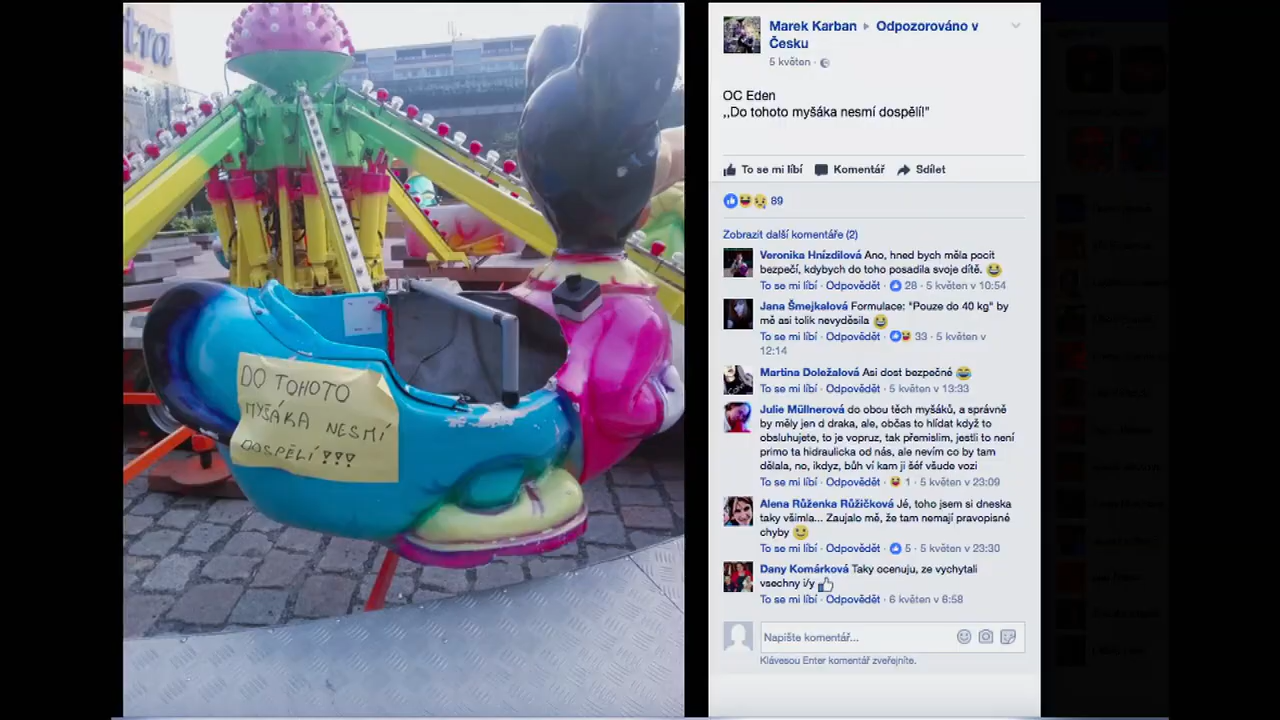 tra
DO TOHOTO
MYŠÁKA NESMÍ
DOSPĚLÍ!!!
Marek Karban ▸ Odpozorováno v
Česku
5 květen ·
OC Eden
,,Do tohoto myšáka nesmí dospělí!"
To se mi líbí Komentář Sdílet
89
Zobrazit další komentáře (2)
Veronika Hnízdilová Ano, hned bych měla pocit
bezpečí, kdybych do toho posadila svoje dítě. 😂
To se mi líbí · Odpovědět · 28 · 5 květen v 10:54
Jana Šmejkalová Formulace: "Pouze do 40 kg" by
mě asi tolik nevyděsila 😂
To se mi líbí · Odpovědět · 33 · 5 květen v
12:14
Martina Doležalová Asi dost bezpečné 😂
To se mi líbí · Odpovědět · 5 květen v 13:33
Julie Müllnerová do obou těch myšáků, a správně
by měly jen d draka, ale, občas to hlídat když to
obsluhujete, to je vopruz, tak přemislim, jestli to není
primo ta hidraulicka od nás, ale nevím co by tam
dělala, no, ikdyz, bůh ví kam ji šéf všude vozi
To se mi líbí · Odpovědět · 1 · 5 květen v 23:09
Alena Růženka Růžičková Jé, toho jsem si dneska
taky všimla... Zaujalo mě, že tam nemají pravopisné
chyby 😉
To se mi líbí · Odpovědět · 5 · 5 květen v 23:30
Dany Komárková Taky ocenuju, ze vychytali
vsechny i/y 👍
To se mi líbí · Odpovědět · 6 květen v 6:58
Napište komentář...
Klávesou Enter komentář zveřejníte.